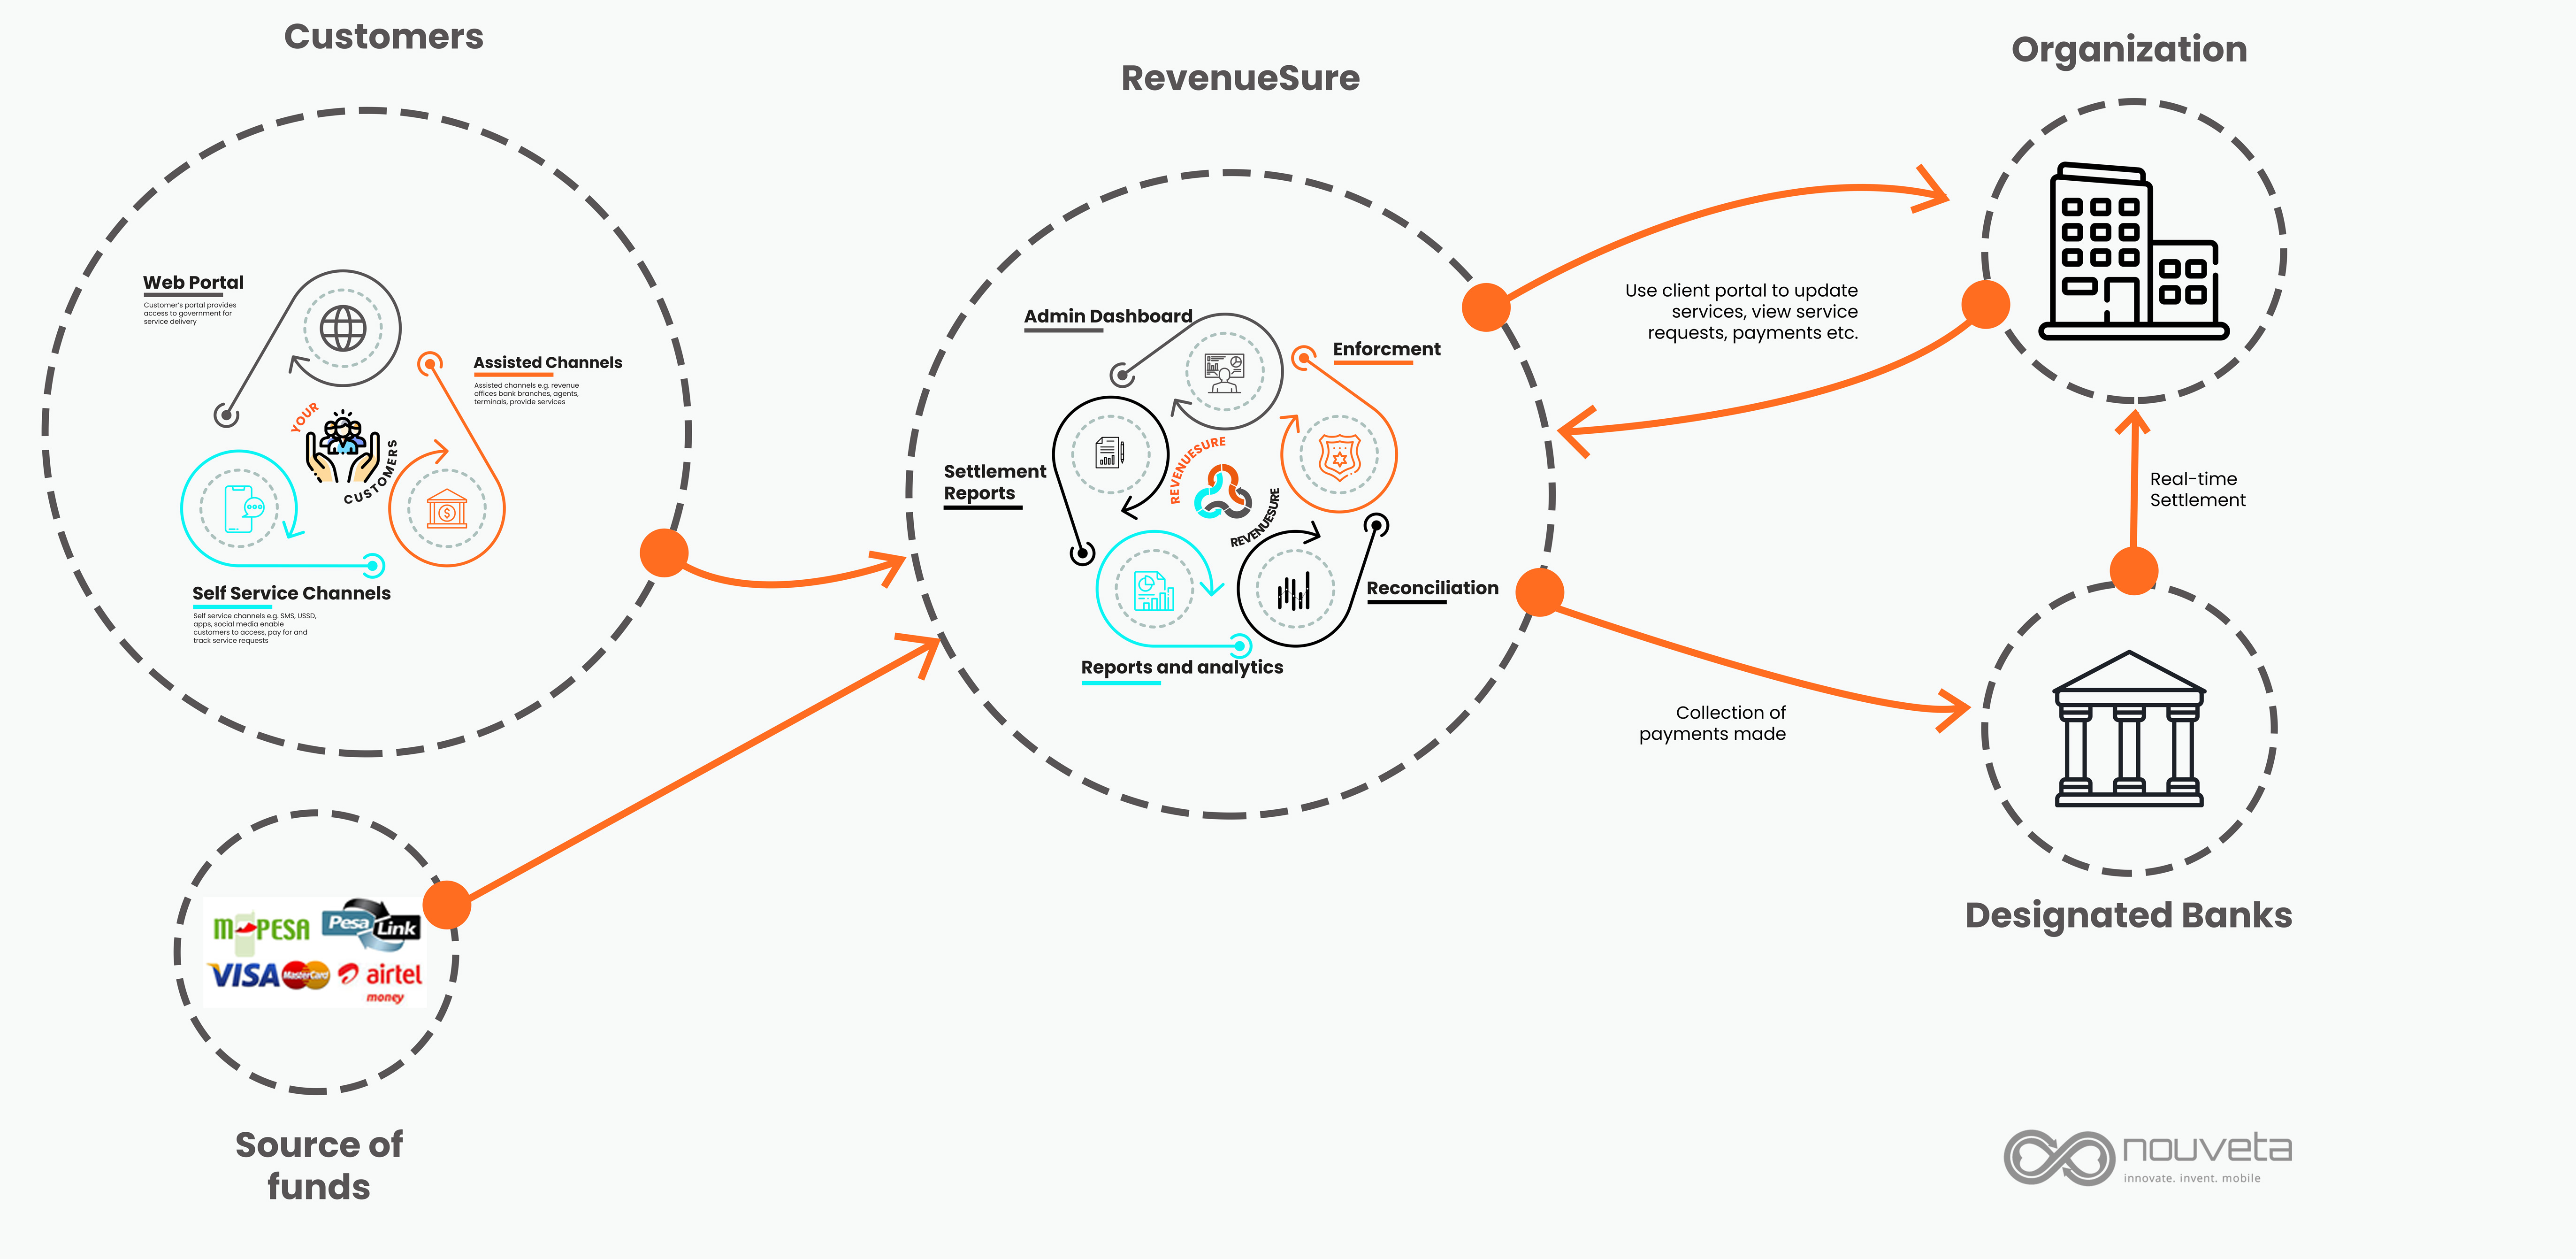 Customers
Web Portal
Customer's portal provides
access to government for
service delivery
Assisted Channels
Assisted channels e.g. revenue
offices bank branches, agents,
terminals, provide services
YOUR
CUSTOMERS
Self Service Channels
Self service channels e.g. SMS, USSD,
apps, social media enable
customers to access, pay for and
track service requests
M-PESA
Pesa Link
VISA MasterCard airtel
money
Source of
funds
RevenueSure
Admin Dashboard
Enforcment
Settlement
Reports
REVENUESURE
REVENUESURE
Reconciliation
Reports and analytics
Organization
Use client portal to update
services, view service
requests, payments etc.
Real-time
Settlement
Collection of
payments made
Designated Banks
nouveta
innovate. invent. mobile